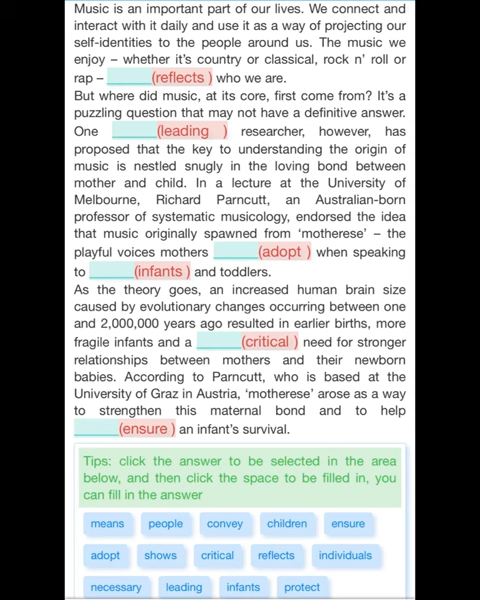 Music is an important part of our lives. We connect and
interact with it daily and use it as a way of projecting our
self-identities to the people around us. The music we
enjoy – whether it's country or classical, rock n' roll or
rap – ______(reflects ) who we are.
But where did music, at its core, first come from? It's a
puzzling question that may not have a definitive answer.
One ______(leading ) researcher, however, has
proposed that the key to understanding the origin of
music is nestled snugly in the loving bond between
mother and child. In a lecture at the University of
Melbourne, Richard Parncutt, an Australian-born
professor of systematic musicology, endorsed the idea
that music originally spawned from 'motherese' – the
playful voices mothers ______(adopt ) when speaking
to ______(infants ) and toddlers.
As the theory goes, an increased human brain size
caused by evolutionary changes occurring between one
and 2,000,000 years ago resulted in earlier births, more
fragile infants and a ______(critical ) need for stronger
relationships between mothers and their newborn
babies. According to Parncutt, who is based at the
University of Graz in Austria, 'motherese' arose as a way
to strengthen this maternal bond and to help
______(ensure ) an infant's survival.
Tips: click the answer to be selected in the area
below, and then click the space to be filled in, you
can fill in the answer
means people convey children ensure
adopt shows critical reflects individuals
necessary leading infants protect